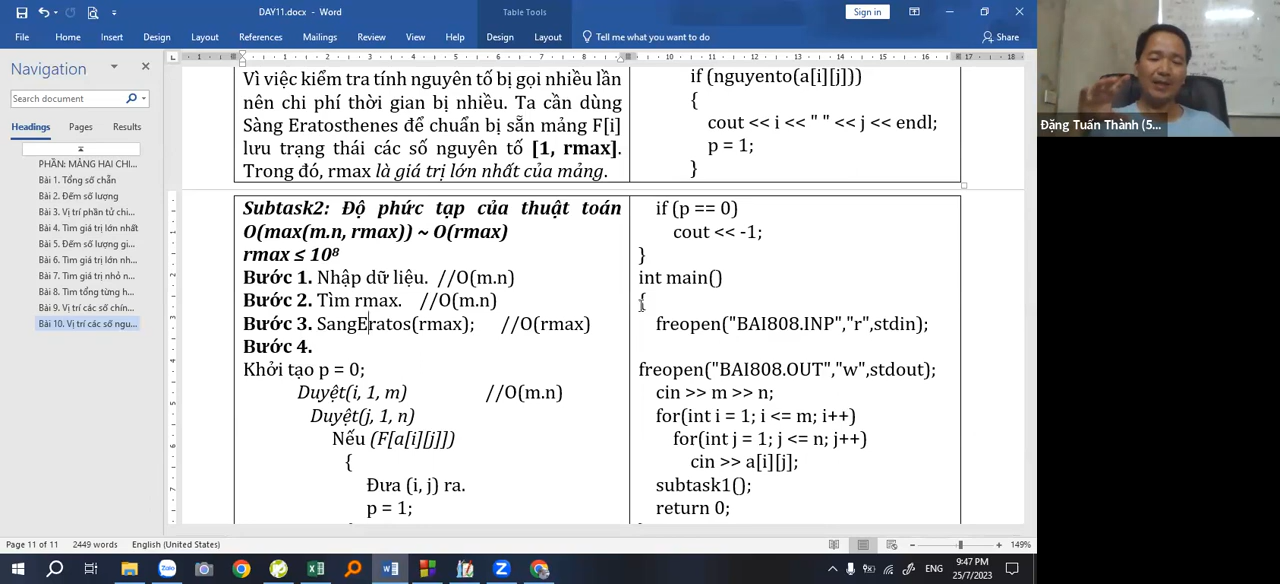 DAY11.docx - Word
Table Tools
Sign in
File
Home
Insert
Design
Layout
References
Mailings
Review
View
Help
Design
Layout
Tell me what you want to do
Share
Navigation
Search document
Headings
Pages
Results
PHẦN: MẢNG HAI CHI...
Bài 1. Tổng số chẵn
Bài 2. Đếm số lượng
Bài 3. Vị trí phần tử chi...
Bài 4. Tìm giá trị lớn nhất
Bài 5. Đếm số lượng gi...
Bài 6. Tìm giá trị lớn nh...
Bài 7. Tìm giá trị nhỏ n...
Bài 8. Tìm tổng từng h...
Bài 9. Vị trí các số chín...
Bài 10. Vị trí các số ngu...
Vì việc kiểm tra tính nguyên tố bị gọi nhiều lần
nên chi phí thời gian bị nhiều. Ta cần dùng
Sàng Eratosthenes để chuẩn bị sẵn mảng F[i]
lưu trạng thái các số nguyên tố [1, rmax].
Trong đó, rmax là giá trị lớn nhất của mảng.
if (nguyento(a[i][j]))
{
cout << i << " " << j << endl;
p = 1;
}
Subtask2: Độ phức tạp của thuật toán
O(max(m.n, rmax)) ~ O(rmax)
rmax ≤ 10⁸
Bước 1. Nhập dữ liệu. //O(m.n)
Bước 2. Tìm rmax. //O(m.n)
Bước 3. SangEratos(rmax); //O(rmax)
Bước 4.
Khởi tạo p = 0;
Duyệt(i, 1, m) //O(m.n)
Duyệt(j, 1, n)
Nếu (F[a[i][j]])
{
Đưa (i, j) ra.
p = 1;
if (p == 0)
cout << -1;
}
int main()
{
freopen("BAI808.INP","r",stdin);
freopen("BAI808.OUT","w",stdout);
cin >> m >> n;
for(int i = 1; i <= m; i++)
for(int j = 1; j <= n; j++)
cin >> a[i][j];
subtask1();
return 0;
Đặng Tuấn Thành (5...
Page 11 of 11
2449 words
English (United States)
149%
ENG
9:47 PM
25/7/2023